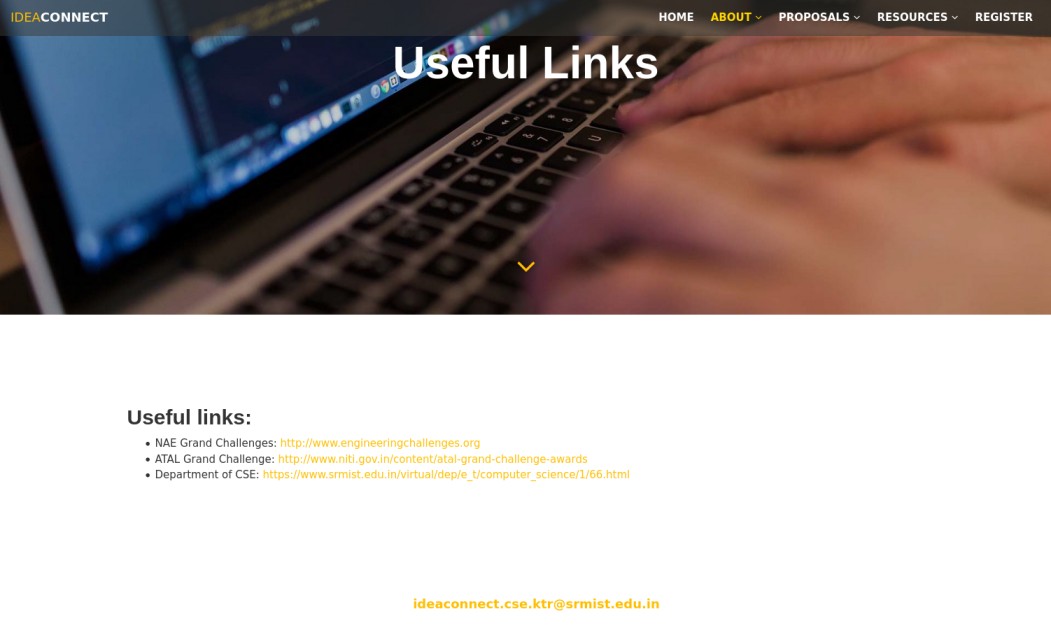 IDEACONNECT
HOME ABOUT PROPOSALS RESOURCES REGISTER
Useful Links
Useful links:
• NAE Grand Challenges: http://www.engineeringchallenges.org
• ATAL Grand Challenge: http://www.niti.gov.in/content/atal-grand-challenge-awards
• Department of CSE: https://www.srmist.edu.in/virtual/dep/e_t/computer_science/1/66.html
ideaconnect.cse.ktr@srmist.edu.in